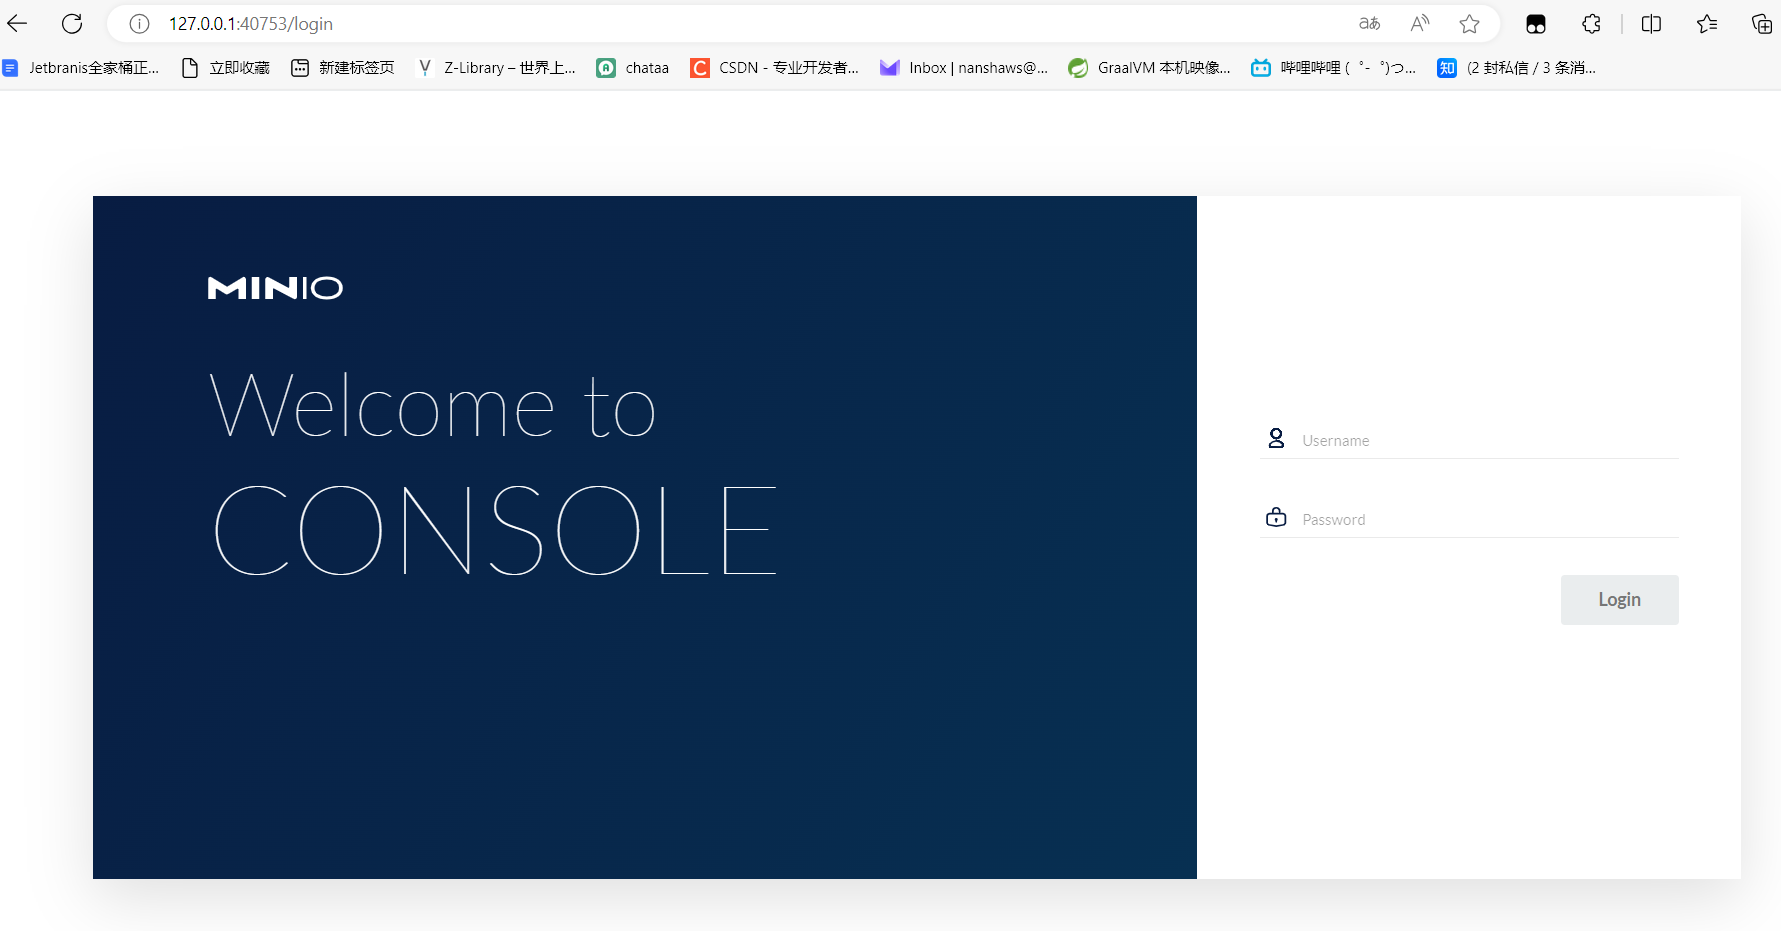 127.0.0.1:40753/login
aあ
A
Jetbranis全家桶正...
立即收藏
新建标签页
Z-Library – 世界上...
chataa
CSDN - 专业开发者...
Inbox | nanshaws@...
GraalVM 本机映像...
哔哩哔哩 ( ゜- ゜)つ...
知
(2 封私信 / 3 条消...
MINIO
Welcome to
CONSOLE
Username
Password
Login